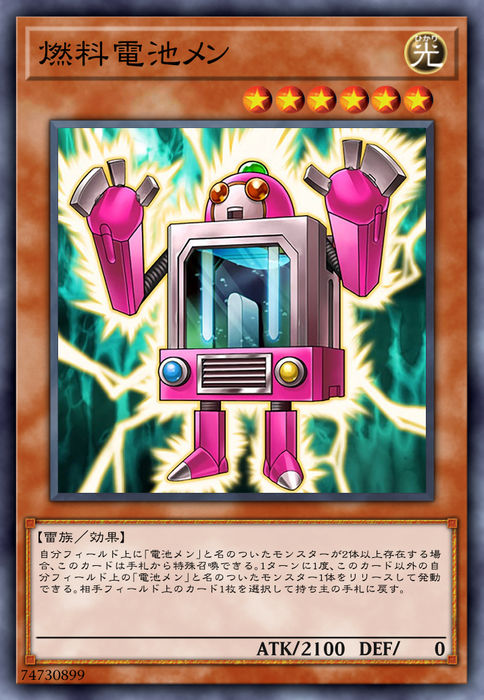 燃料電池メン
ひかり
光
【雷族／効果】
自分フィールド上に「電池メン」と名のついたモンスターが2体以上存在する場
合、このカードは手札から特殊召喚できる。1ターンに1度、このカード以外の自
分フィールド上の「電池メン」と名のついたモンスター1体をリリースして発動
できる。相手フィールド上のカード1枚を選択して持ち主の手札に戻す。
ATK/2100 DEF/ 0
74730899